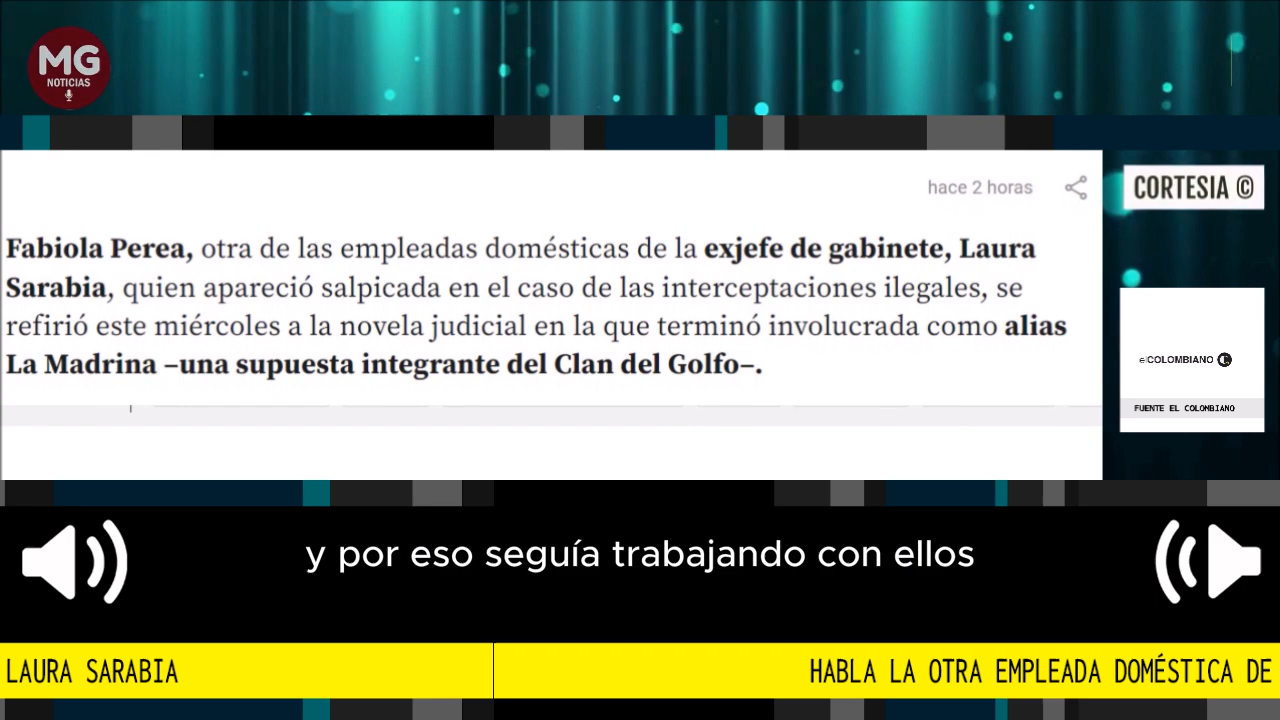 MG
NOTICIAS
hace 2 horas
CORTESIA ©
Fabiola Perea, otra de las empleadas domésticas de la exjefe de gabinete, Laura
Sarabia, quien apareció salpicada en el caso de las interceptaciones ilegales, se
refirió este miércoles a la novela judicial en la que terminó involucrada como alias
La Madrina –una supuesta integrante del Clan del Golfo–.
elCOLOMBIANO
FUENTE EL COLOMBIANO
y por eso seguía trabajando con ellos
LAURA SARABIA
HABLA LA OTRA EMPLEADA DOMÉSTICA DE